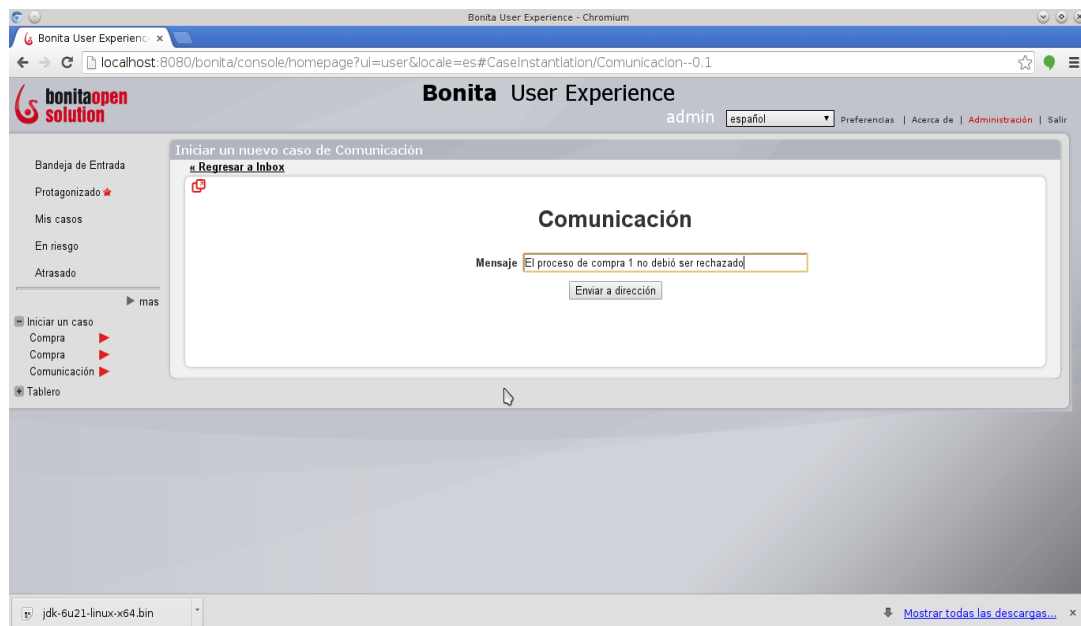 Bonita User Experience - Chromium
Bonita User Experienc
localhost:8080/bonita/console/homepage?ui=user&locale=es#CaseInstantiation/Comunicacion--0.1
bonitaopen
solution
Bonita User Experience
admin español Preferencias | Acerca de | Administración | Salir
Iniciar un nuevo caso de Comunicación
« Regresar a Inbox
Bandeja de Entrada
Protagonizado
Mis casos
En riesgo
Atrasado
mas
Iniciar un caso
Compra
Compra
Comunicación
Tablero
Comunicación
Mensaje El proceso de compra 1 no debió ser rechazado
Enviar a dirección
jdk-6u21-linux-x64.bin
Mostrar todas las descargas...